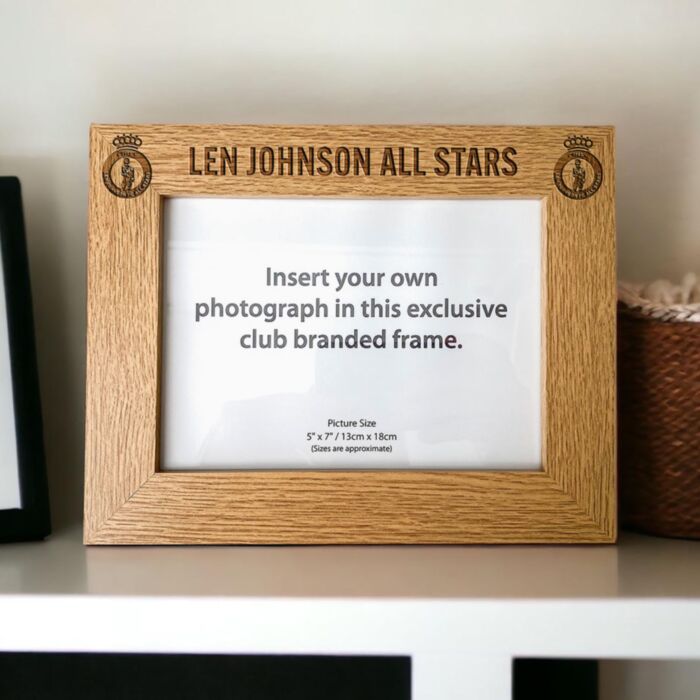 LEN JOHNSON ALL STARS
Insert your own
photograph in this exclusive
club branded frame.
Picture Size
5" x 7" / 13cm x 18cm
(Sizes are approximate)